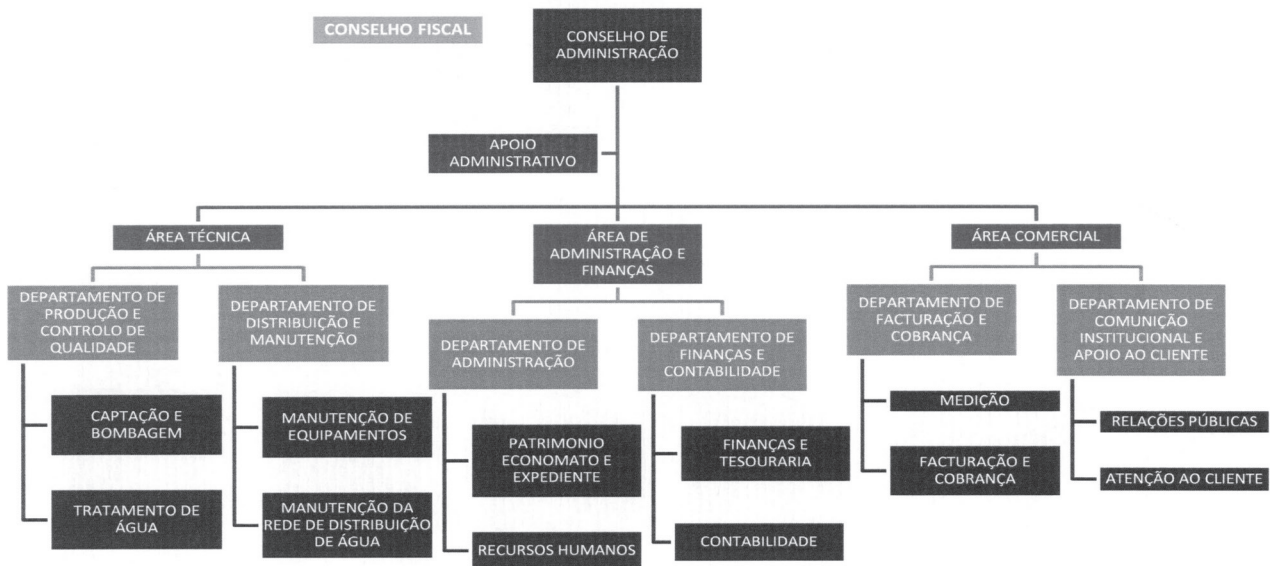 CONSELHO FISCAL
CONSELHO DE
ADMINISTRAÇÃO
APOIO
ADMINISTRATIVO
ÁREA TÉCNICA
ÁREA DE
ADMINISTRAÇÂO E
FINANÇAS
ÁREA COMERCIAL
DEPARTAMENTO DE
PRODUÇÃO E
CONTROLO DE
QUALIDADE
DEPARTAMENTO DE
DISTRIBUIÇÃO E
MANUTENÇÃO
DEPARTAMENTO DE
ADMINISTRAÇÃO
DEPARTAMENTO DE
FINANÇAS E
CONTABILIDADE
DEPARTAMENTO DE
FACTURAÇÃO E
COBRANÇA
DEPARTAMENTO DE
COMUNIÇÃO
INSTITUCIONAL E
APOIO AO CLIENTE
CAPTAÇÃO E
BOMBAGEM
TRATAMENTO DE
ÁGUA
MANUTENÇÃO DE
EQUIPAMENTOS
MANUTENÇÃO DA
REDE DE DISTRIBUIÇÃO
DE ÁGUA
PATRIMONIO
ECONOMATO E
EXPEDIENTE
RECURSOS HUMANOS
FINANÇAS E
TESOURARIA
CONTABILIDADE
MEDIÇÃO
FACTURAÇÃO E
COBRANÇA
RELAÇÕES PÚBLICAS
ATENÇÃO AO CLIENTE